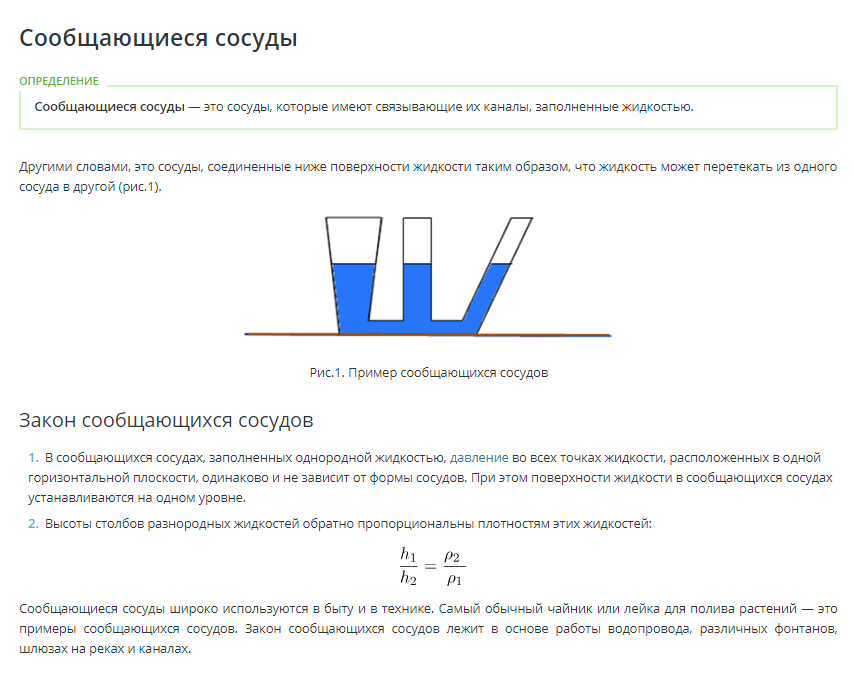 Сообщающиеся сосуды
ОПРЕДЕЛЕНИЕ
Сообщающиеся сосуды — это сосуды, которые имеют связывающие их каналы, заполненные жидкостью.
Другими словами, это сосуды, соединенные ниже поверхности жидкости таким образом, что жидкость может перетекать из одного
сосуда в другой (рис.1).
Рис.1. Пример сообщающихся сосудов
Закон сообщающихся сосудов
1. В сообщающихся сосудах, заполненных однородной жидкостью, давление во всех точках жидкости, расположенных в одной
горизонтальной плоскости, одинаково и не зависит от формы сосудов. При этом поверхности жидкости в сообщающихся сосудах
устанавливаются на одном уровне.
2. Высоты столбов разнородных жидкостей обратно пропорциональны плотностям этих жидкостей:
h₁/h₂ = ρ₂/ρ₁
Сообщающиеся сосуды широко используются в быту и в технике. Самый обычный чайник или лейка для полива растений — это
примеры сообщающихся сосудов. Закон сообщающихся сосудов лежит в основе работы водопровода, различных фонтанов,
шлюзах на реках и каналах.